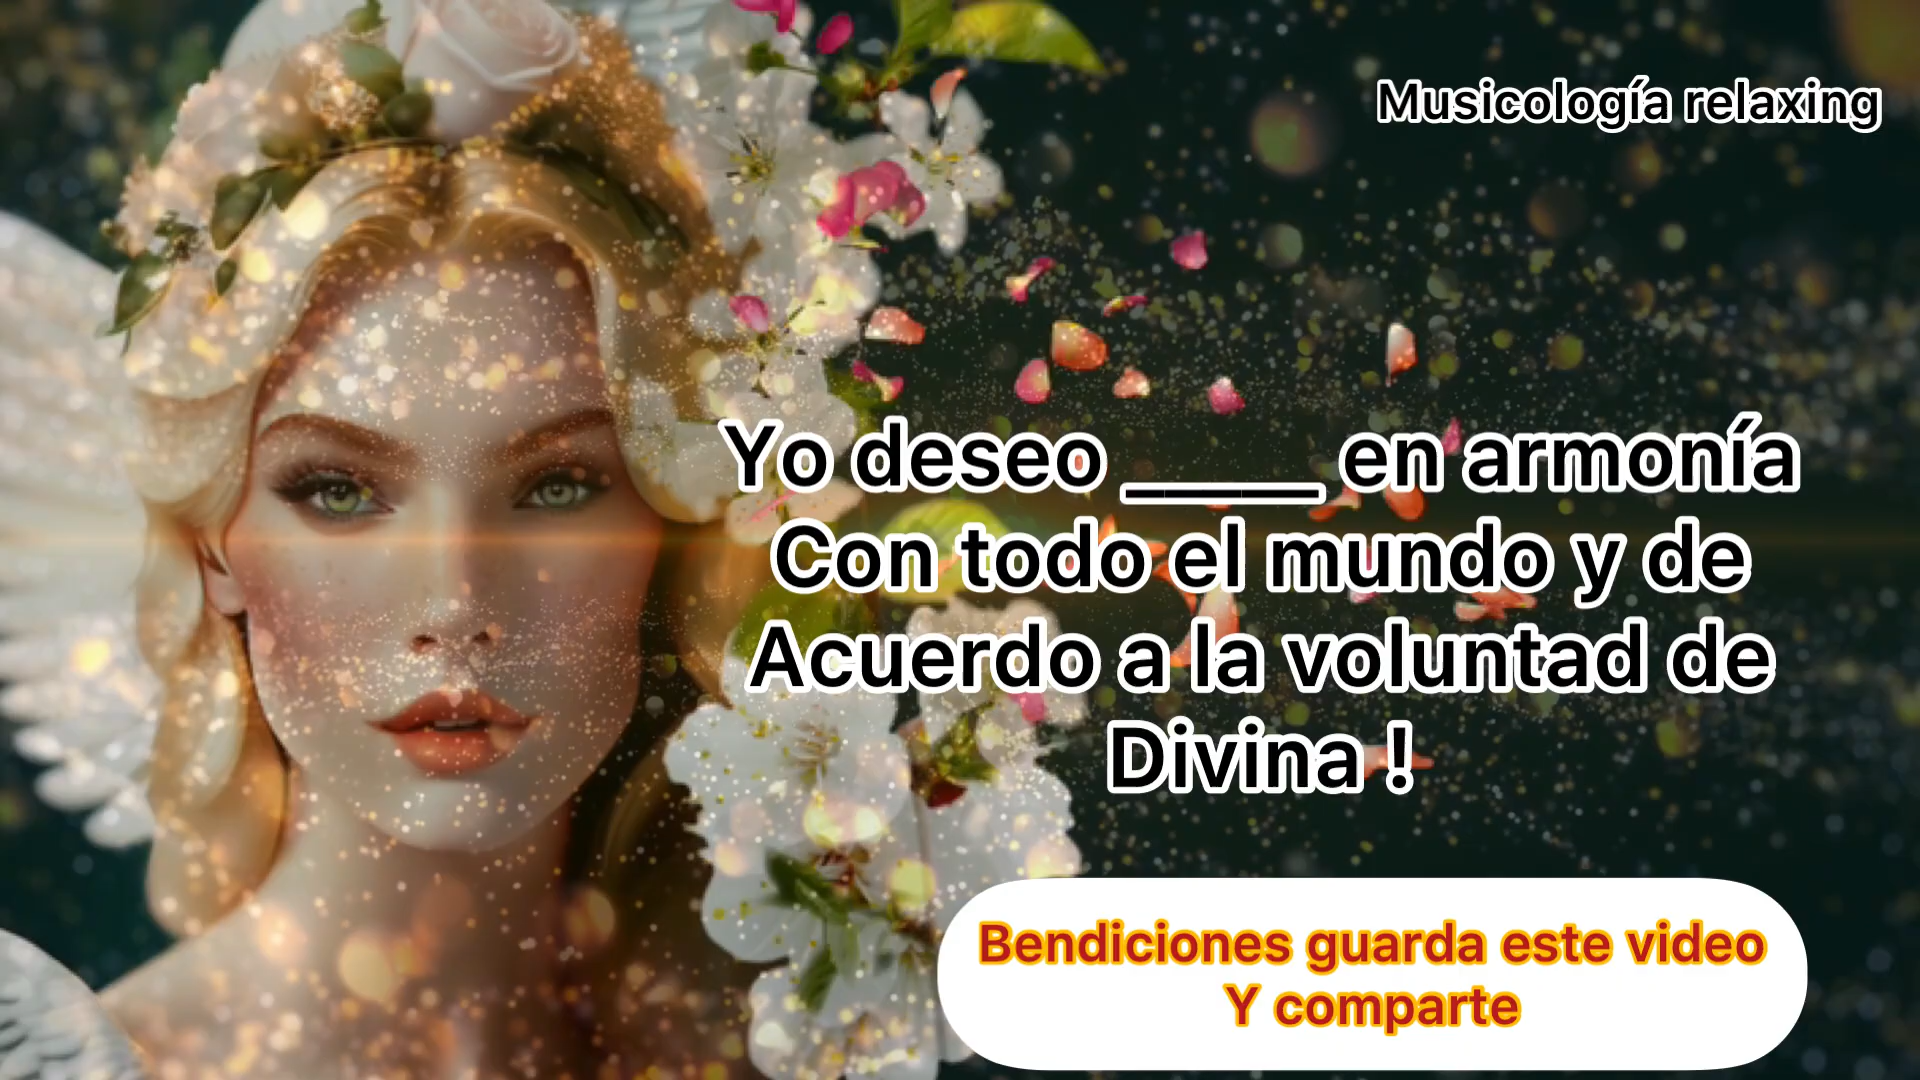 Musicología relaxing
Yo deseo _____ en armonía
Con todo el mundo y de
Acuerdo a la voluntad de
Divina !
Bendiciones guarda este video
Y comparte